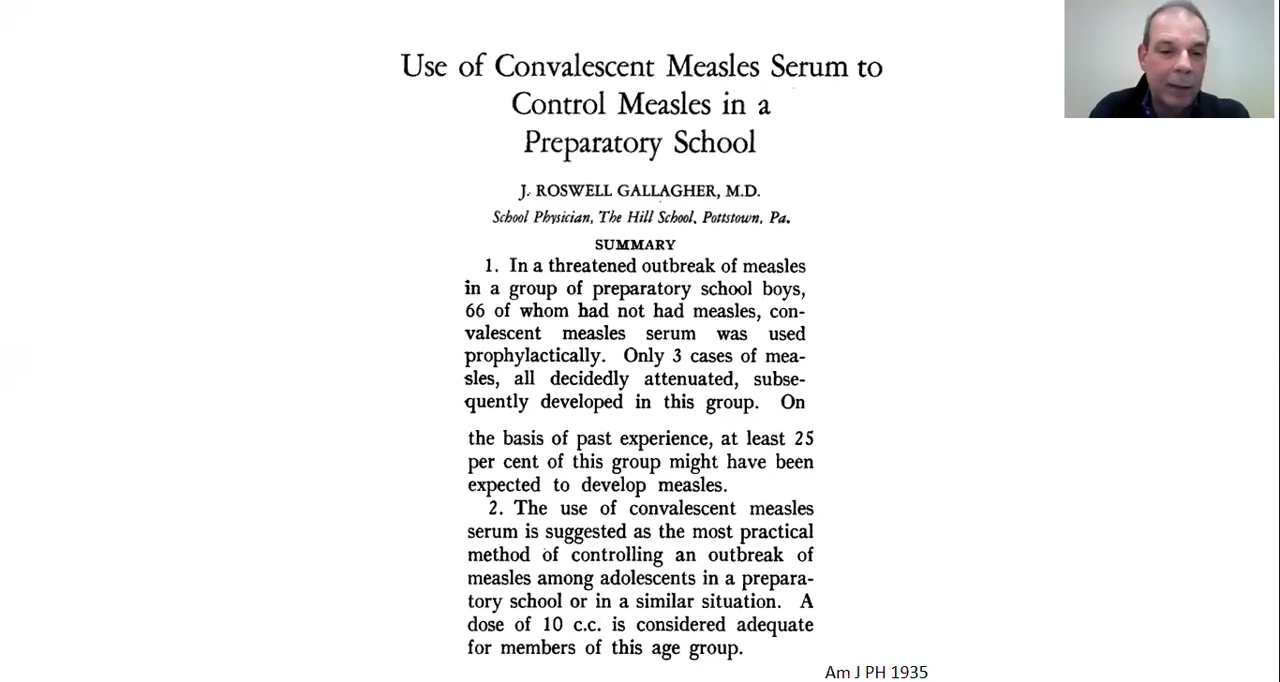 Use of Convalescent Measles Serum to
Control Measles in a
Preparatory School
J. ROSWELL GALLAGHER, M.D.
School Physician, The Hill School, Pottstown, Pa.
SUMMARY
1. In a threatened outbreak of measles
in a group of preparatory school boys,
66 of whom had not had measles, con-
valescent measles serum was used
prophylactically. Only 3 cases of mea-
sles, all decidedly attenuated, subse-
quently developed in this group. On
the basis of past experience, at least 25
per cent of this group might have been
expected to develop measles.
2. The use of convalescent measles
serum is suggested as the most practical
method of controlling an outbreak of
measles among adolescents in a prepara-
tory school or in a similar situation. A
dose of 10 c.c. is considered adequate
for members of this age group.
Am J PH 1935